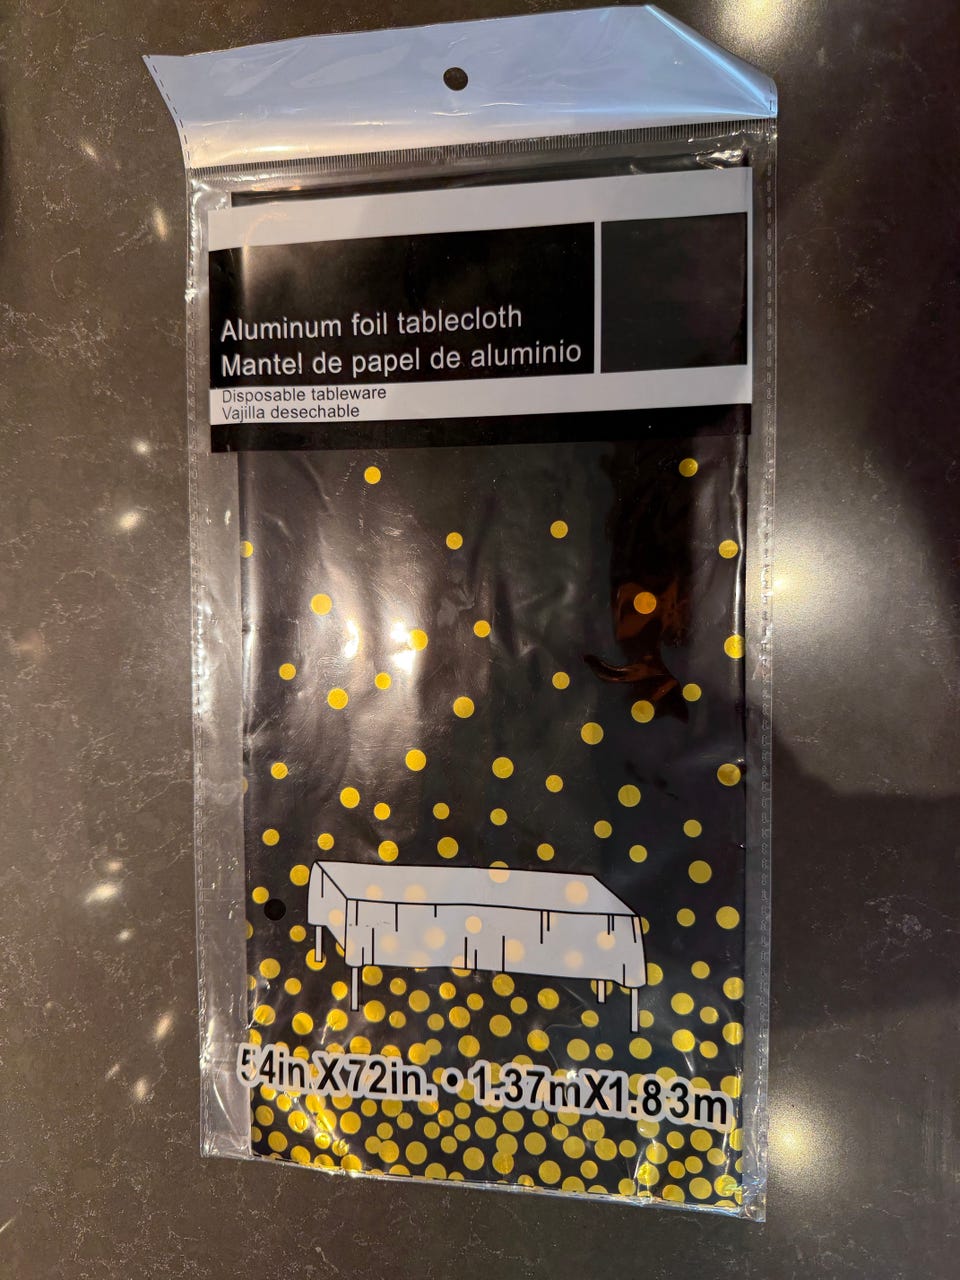 Aluminum foil tablecloth
Mantel de papel de aluminio
Disposable tableware
Vajilla desechable
54in.X72in. • 1.37mX1.83m